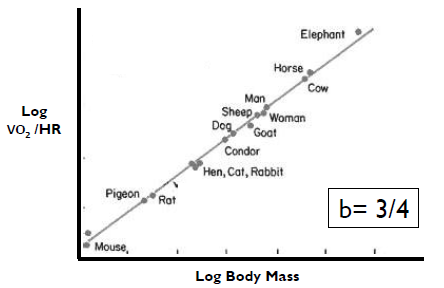 Elephant
Horse
Cow
Man
Sheep
Woman
Dog
Goat
Condor
Hen, Cat, Rabbit
Pigeon
Rat
Mouse
Log
VO₂ /HR
b= 3/4
Log Body Mass